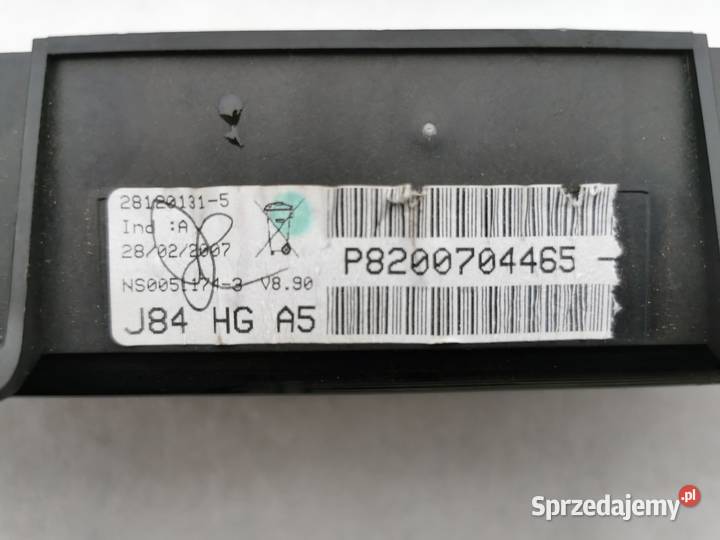 28120131-5
Ind :A
28/02/2007
NS0051174-3 V8.90
J84 HG A5
P8200704465 -
Sprzedajemy.pl